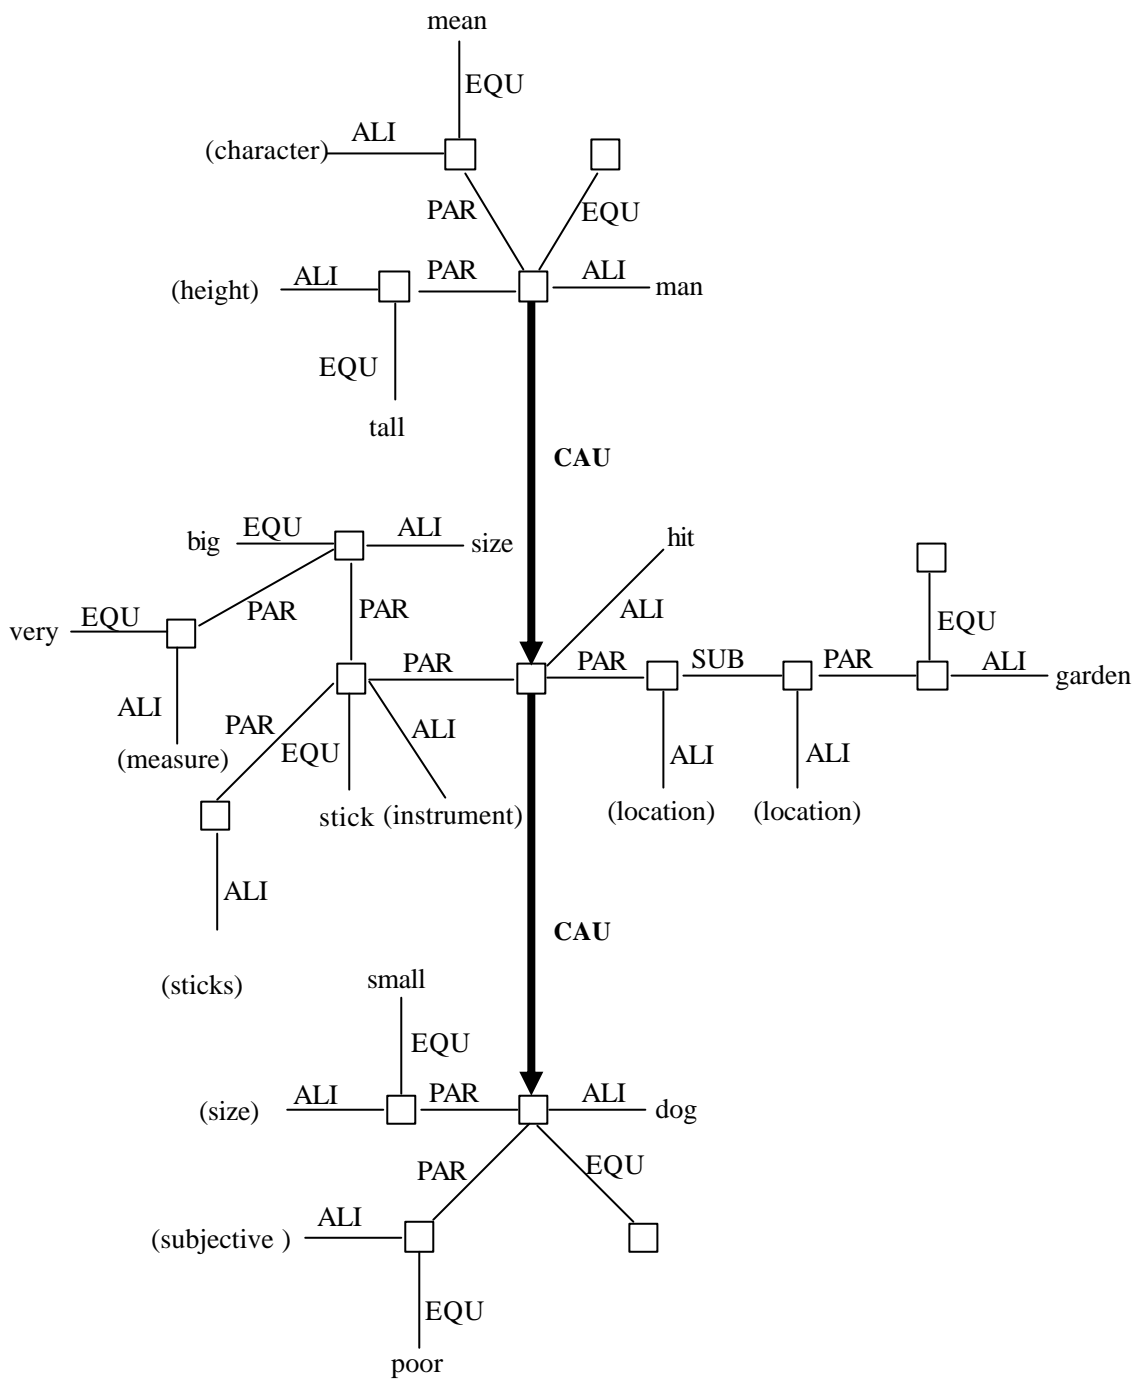 mean
EQU
ALI
(character)
PAR
EQU
(height)
ALI
PAR
ALI
man
EQU
tall
CAU
big
EQU
ALI
size
hit
very
EQU
PAR
PAR
ALI
EQU
PAR
PAR
SUB
PAR
ALI
garden
ALI
PAR
EQU
ALI
ALI
ALI
(measure)
stick
(instrument)
(location)
(location)
ALI
CAU
(sticks)
small
EQU
(size)
ALI
PAR
ALI
dog
PAR
EQU
(subjective )
ALI
EQU
poor